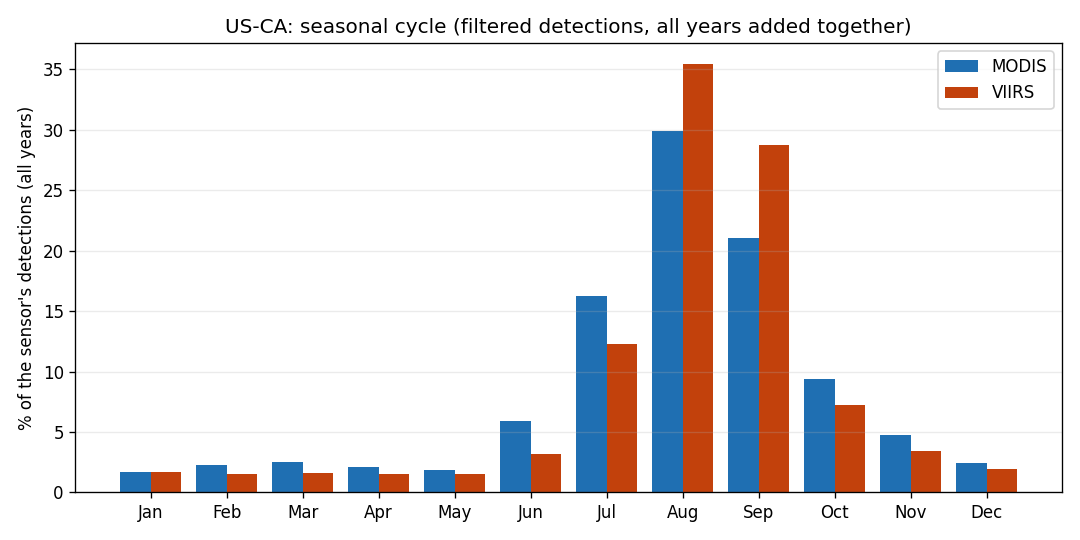 US-CA: seasonal cycle (filtered detections, all years added together)
% of the sensor's detections (all years)
35
30
25
20
15
10
5
0
MODIS
VIIRS
Jan Feb Mar Apr May Jun Jul Aug Sep Oct Nov Dec